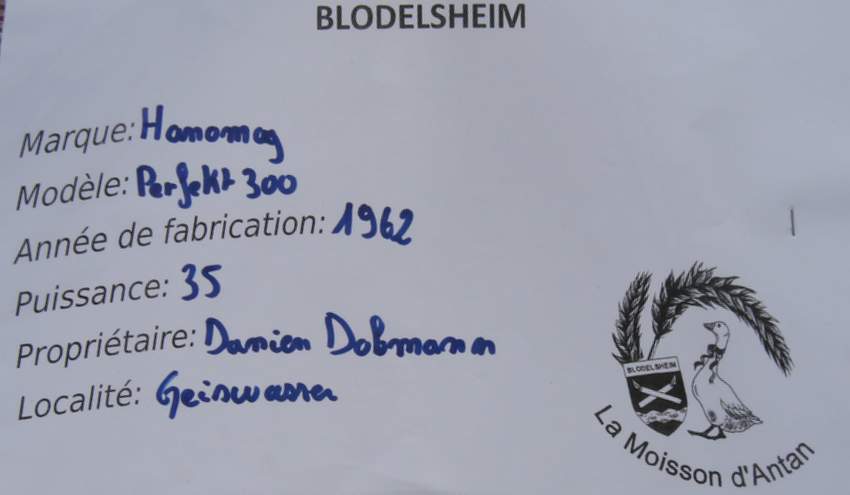 BLODELSHEIM
Marque: Hanomag
Modèle: Perfekt 300
Année de fabrication: 1962
Puissance: 35
Propriétaire: Damien Dobmann
Localité: Geiswasser
BLODELSHEIM
La Moisson d'Antan